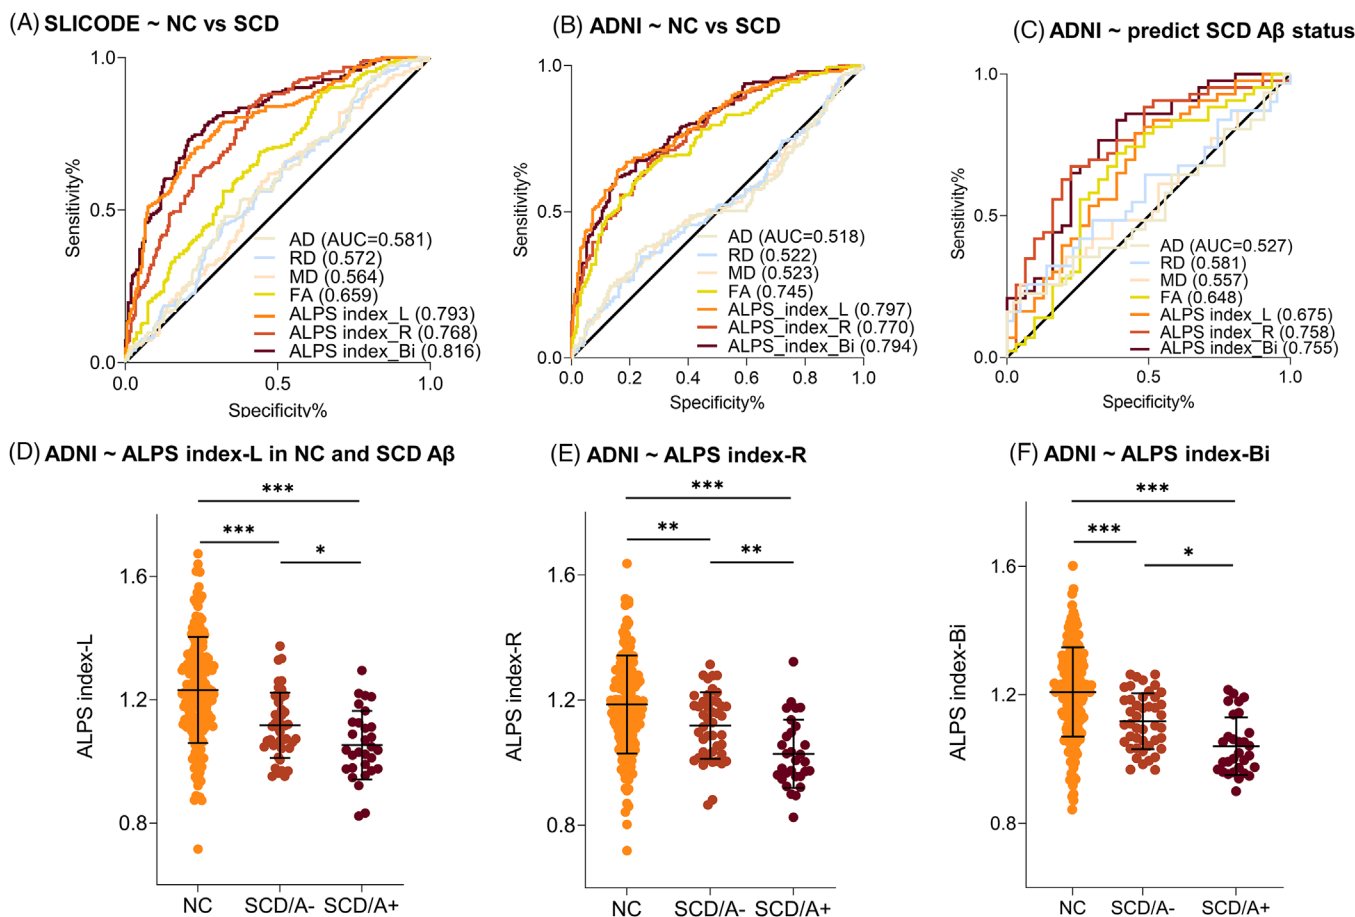 (A) SLICODE ~ NC vs SCD
1.0
0.5
0.0
0.0 0.5 1.0
Sensitivity%
Specificity%
AD (AUC=0.581)
RD (0.572)
MD (0.564)
FA (0.659)
ALPS index_L (0.793)
ALPS index_R (0.768)
ALPS index_Bi (0.816)
(B) ADNI ~ NC vs SCD
1.0
0.5
0.0
0.0 0.2 0.4 0.6 0.8 1.0
Sensitivity%
Specificity%
AD (AUC=0.518)
RD (0.522)
MD (0.523)
FA (0.745)
ALPS_index_L (0.797)
ALPS_index_R (0.770)
ALPS_index_Bi (0.794)
(C) ADNI ~ predict SCD Aβ status
1.0
0.5
0.0
0.0 0.5 1.0
Sensitivity%
Specificity%
AD (AUC=0.527)
RD (0.581)
MD (0.557)
FA (0.648)
ALPS index_L (0.675)
ALPS index_R (0.758)
ALPS index_Bi (0.755)
(D) ADNI ~ ALPS index-L in NC and SCD Aβ
***
***
*
1.6
1.2
0.8
ALPS index-L
NC SCD/A- SCD/A+
(E) ADNI ~ ALPS index-R
***
**
**
1.6
1.2
0.8
ALPS index-R
NC SCD/A- SCD/A+
(F) ADNI ~ ALPS index-Bi
***
***
*
1.6
1.2
0.8
ALPS index-Bi
NC SCD/A- SCD/A+